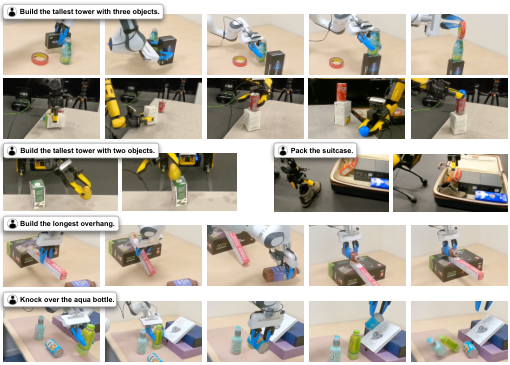 Build the tallest tower with three objects.
Build the tallest tower with two objects.
Pack the suitcase.
Build the longest overhang.
Knock over the aqua bottle.